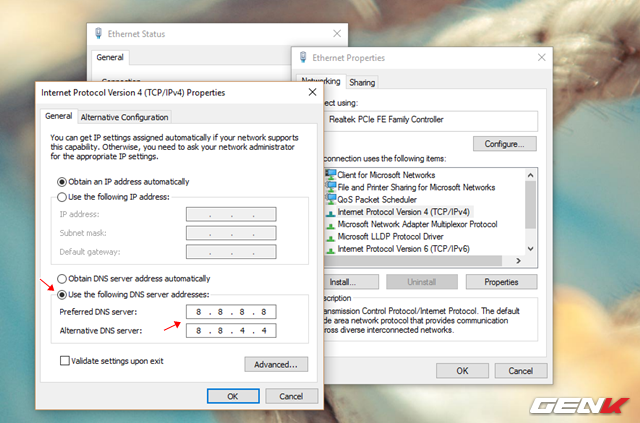 Ethernet Status
General
Connection
Ethernet Properties
Networking
Sharing
ect using:
Realtek PCIe FE Family Controller
Configure...
connection uses the following items:
Client for Microsoft Networks
File and Printer Sharing for Microsoft Networks
QoS Packet Scheduler
Internet Protocol Version 4 (TCP/IPv4)
Microsoft Network Adapter Multiplexor Protocol
Microsoft LLDP Protocol Driver
Internet Protocol Version 6 (TCP/IPv6)
Install...
Uninstall
Properties
scription
ansmission Control Protocol/Internet Protocol. The default
de area network protocol that provides communication
ross diverse interconnected networks.
OK
Cancel
Internet Protocol Version 4 (TCP/IPv4) Properties
General
Alternative Configuration
You can get IP settings assigned automatically if your network supports
this capability. Otherwise, you need to ask your network administrator
for the appropriate IP settings.
Obtain an IP address automatically
Use the following IP address:
IP address: . . .
Subnet mask: . . .
Default gateway: . . .
Obtain DNS server address automatically
Use the following DNS server addresses:
Preferred DNS server: 8 . 8 . 8 . 8
Alternative DNS server: 8 . 8 . 4 . 4
Validate settings upon exit
Advanced...
OK
Cancel
GENK